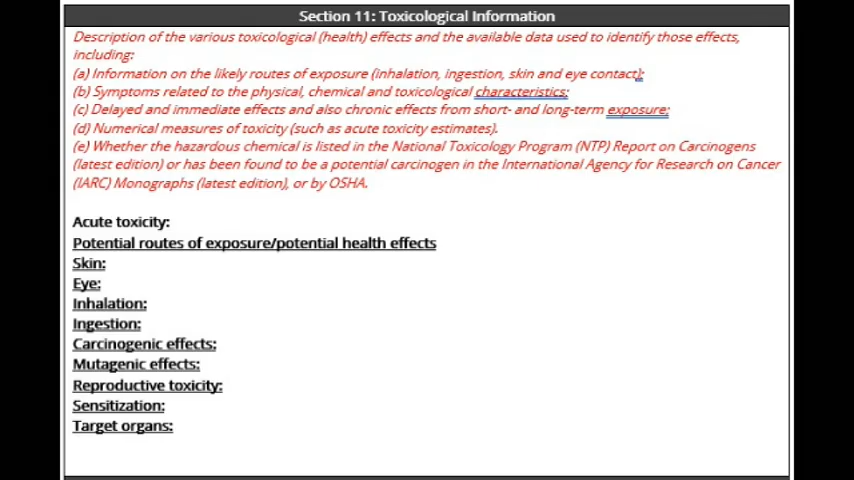 Section 11: Toxicological Information
Description of the various toxicological (health) effects and the available data used to identify those effects,
including:
(a) Information on the likely routes of exposure (inhalation, ingestion, skin and eye contact);
(b) Symptoms related to the physical, chemical and toxicological characteristics;
(c) Delayed and immediate effects and also chronic effects from short- and long-term exposure;
(d) Numerical measures of toxicity (such as acute toxicity estimates).
(e) Whether the hazardous chemical is listed in the National Toxicology Program (NTP) Report on Carcinogens
(latest edition) or has been found to be a potential carcinogen in the International Agency for Research on Cancer
(IARC) Monographs (latest edition), or by OSHA.
Acute toxicity:
Potential routes of exposure/potential health effects
Skin:
Eye:
Inhalation:
Ingestion:
Carcinogenic effects:
Mutagenic effects:
Reproductive toxicity:
Sensitization:
Target organs: